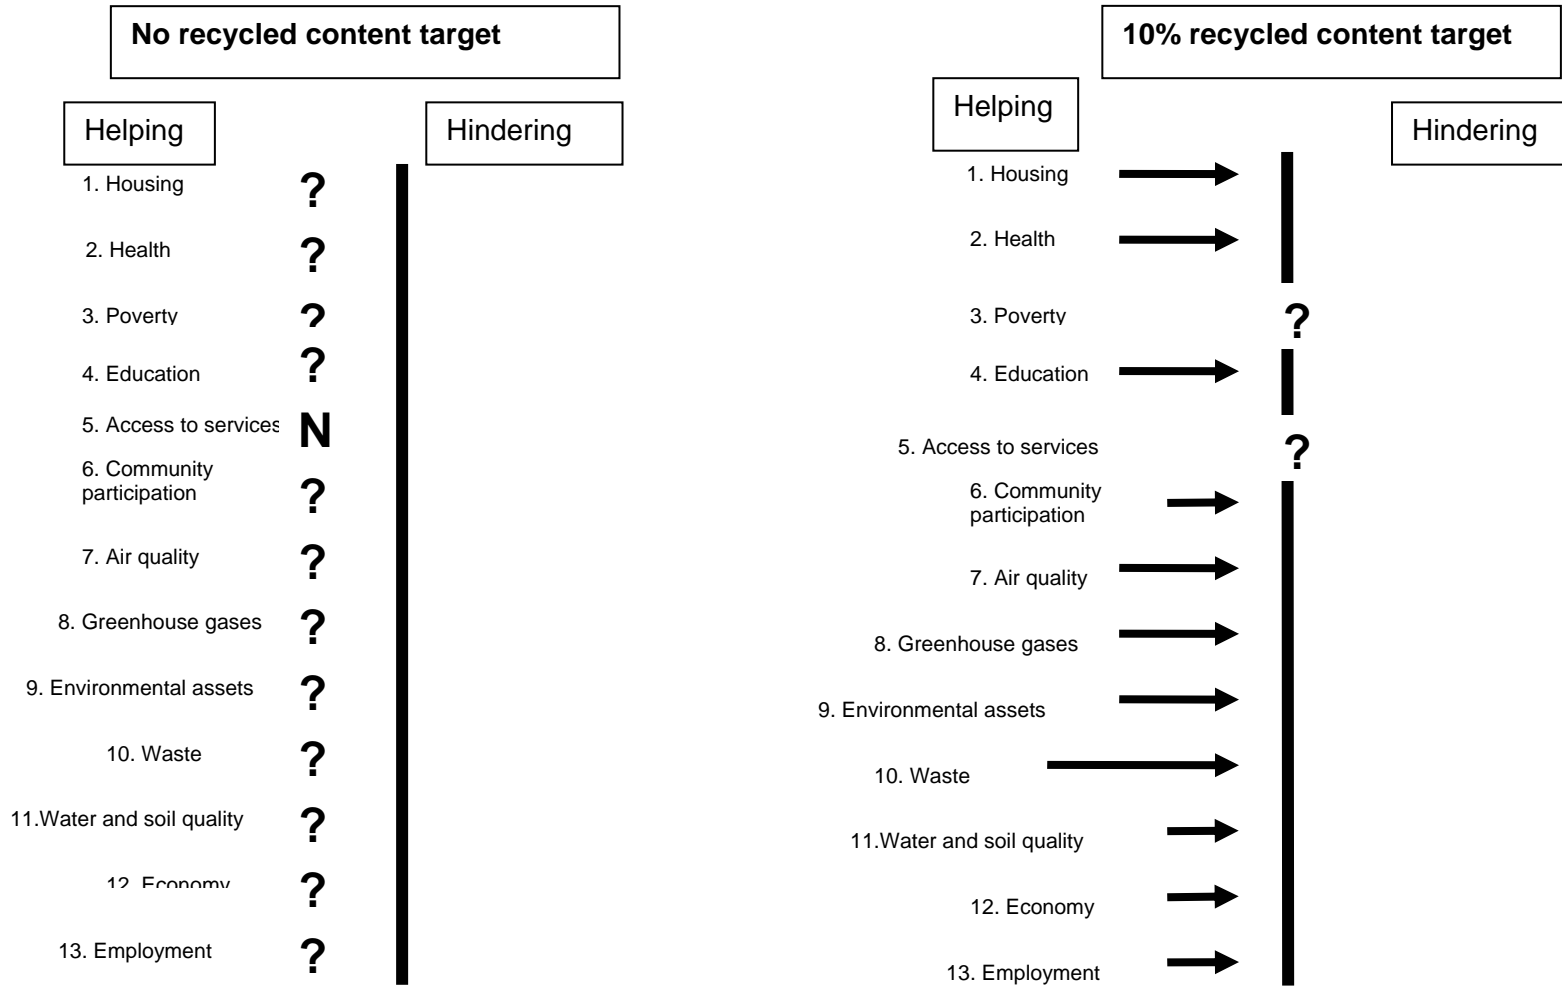 No recycled content target
Helping
Hindering
1. Housing ?
2. Health ?
3. Poverty ?
4. Education ?
5. Access to services N
6. Community
participation ?
7. Air quality ?
8. Greenhouse gases ?
9. Environmental assets ?
10. Waste ?
11.Water and soil quality ?
12. Economy ?
13. Employment ?
10% recycled content target
Helping
Hindering
1. Housing
2. Health
3. Poverty ?
4. Education
5. Access to services ?
6. Community
participation
7. Air quality
8. Greenhouse gases
9. Environmental assets
10. Waste
11.Water and soil quality
12. Economy
13. Employment